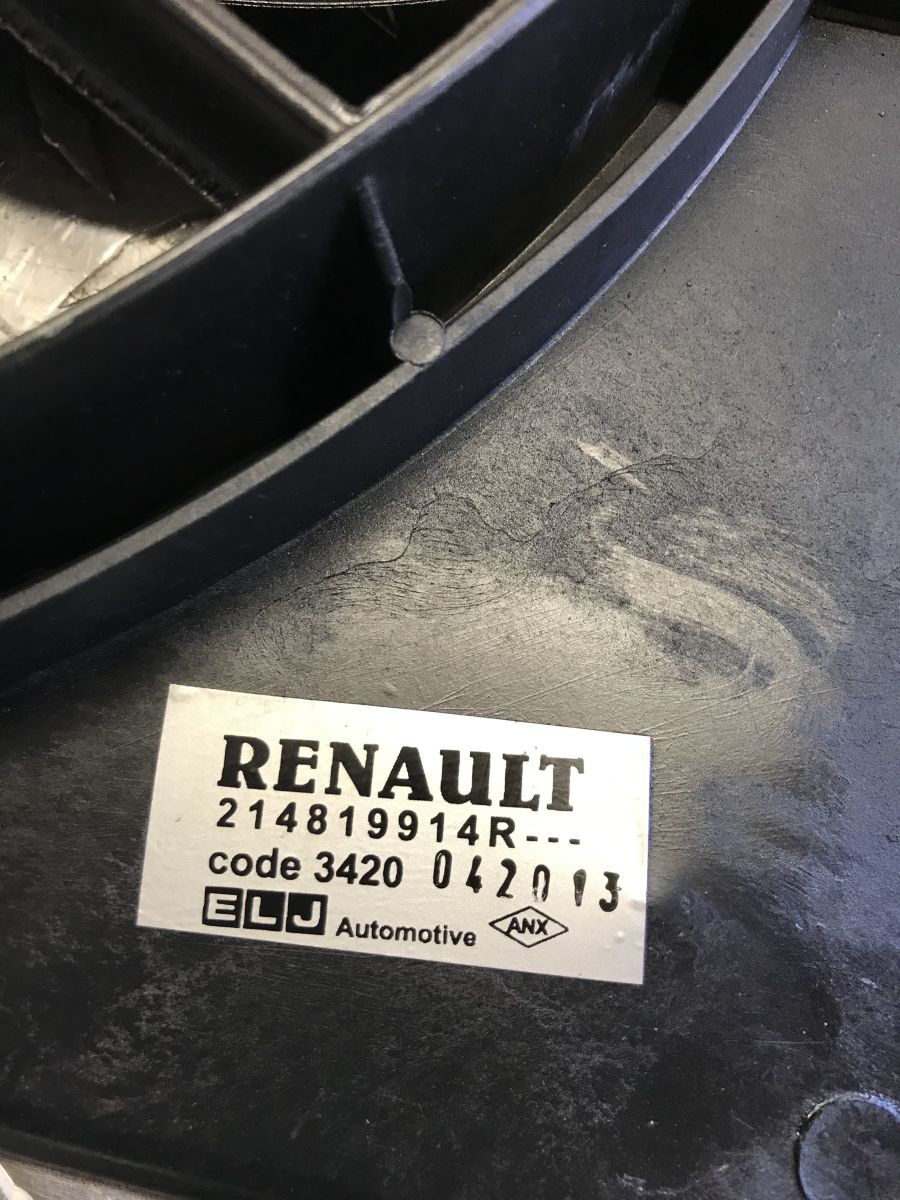 RENAULT
214819914R---
code 3420 042013
ELJ Automotive ANX